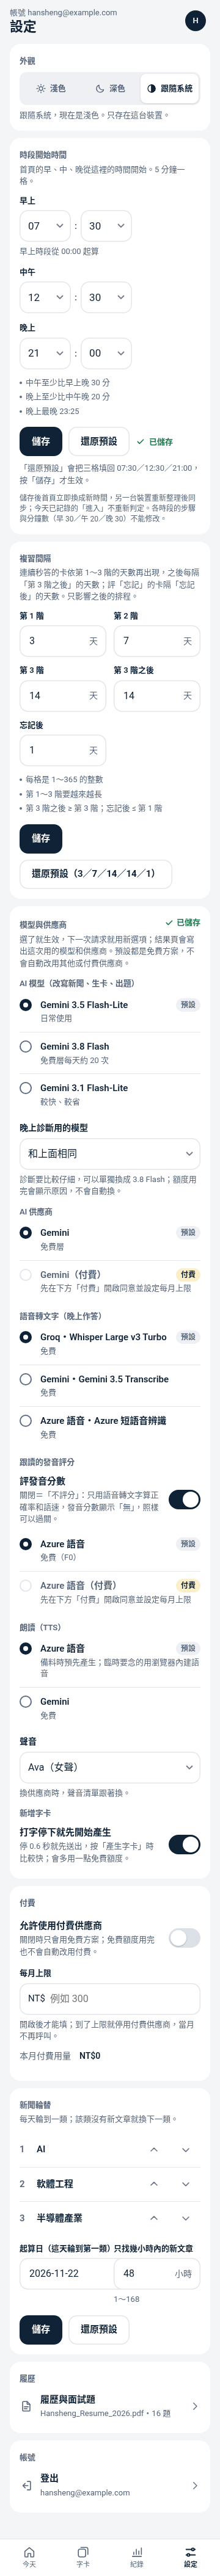 帳號 hansheng@example.com
設定
H
外觀
淺色
深色
跟隨系統
跟隨系統，現在是淺色。只存在這台裝置。
時段開始時間
首頁的早、中、晚從這裡的時間開始。5 分鐘一
格。
早上
07 : 30
早上時段從 00:00 起算
中午
12 : 30
晚上
21 : 00
• 中午至少比早上晚 30 分
• 晚上至少比中午晚 20 分
• 晚上最晚 23:25
儲存
還原預設
已儲存
「還原預設」會把三格填回 07:30／12:30／21:00，
按「儲存」才生效。
儲存後首頁立即換成新時間，另一台裝置重新整理後同
步；今天已記錄的「進入」不重新判定。各時段的步驟
與分鐘數（早 30／午 20／晚 30）不能修改。
複習間隔
連續秒答的卡依第 1～3 階的天數再出現，之後每隔
「第 3 階之後」的天數；評「忘記」的卡隔「忘記
後」的天數。只影響之後的排程。
第 1 階
第 2 階
3 天
7 天
第 3 階
第 3 階之後
14 天
14 天
忘記後
1 天
• 每格是 1～365 的整數
• 第 1～3 階要越來越長
• 第 3 階之後 ≥ 第 3 階；忘記後 ≤ 第 1 階
儲存
還原預設（3／7／14／14／1）
模型與供應商
已儲存
選了就生效，下一次請求就用新選項；結果頁會寫
出這次用的模型和供應商。預設都是免費方案，不
會自動改用其他或付費供應商。
AI 模型（改寫新聞、生卡、出題）
Gemini 3.5 Flash-Lite
預設
日常使用
Gemini 3.8 Flash
免費層每天約 20 次
Gemini 3.1 Flash-Lite
較快、較省
晚上診斷用的模型
和上面相同
診斷要比較仔細，可以單獨換成 3.8 Flash；額度用
完會顯示原因，不會自動換。
AI 供應商
Gemini
預設
免費層
Gemini（付費）
付費
先在下方「付費」開啟同意並設定每月上限
語音轉文字（晚上作答）
Groq・Whisper Large v3 Turbo
預設
免費
Gemini・Gemini 3.5 Transcribe
免費
Azure 語音・Azure 短語音辨識
免費
跟讀的發音評分
評發音分數
關閉＝「不評分」：只用語音轉文字算正
確率和語速，發音分數顯示「無」，照樣
可以過關。
Azure 語音
預設
免費（F0）
Azure 語音（付費）
付費
先在下方「付費」開啟同意並設定每月上限
朗讀（TTS）
Azure 語音
預設
備料時預先產生；臨時要念的用瀏覽器內建語
音
Gemini
免費
聲音
Ava（女聲）
換供應商時，聲音清單跟著換。
新增字卡
打字停下就先開始產生
停 0.6 秒就先送出，按「產生字卡」時
比較快；會多用一點免費額度。
付費
允許使用付費供應商
關閉時只會用免費方案；免費額度用完
也不會自動改用付費。
每月上限
NT$ 例如 300
開啟後才能填；到了上限就停用付費供應商，當月
不再呼叫。
本月付費用量 NT$0
新聞輪替
每天輪到一類；該類沒有新文章就換下一類。
1 AI
2 軟體工程
3 半導體產業
起算日（這天輪到第一類）
只找幾小時內的新文章
2026-11-22
48 小時
1～168
儲存
還原預設
履歷
履歷與面試題
Hansheng_Resume_2026.pdf・16 題
帳號
登出
hansheng@example.com
今天
字卡
紀錄
設定